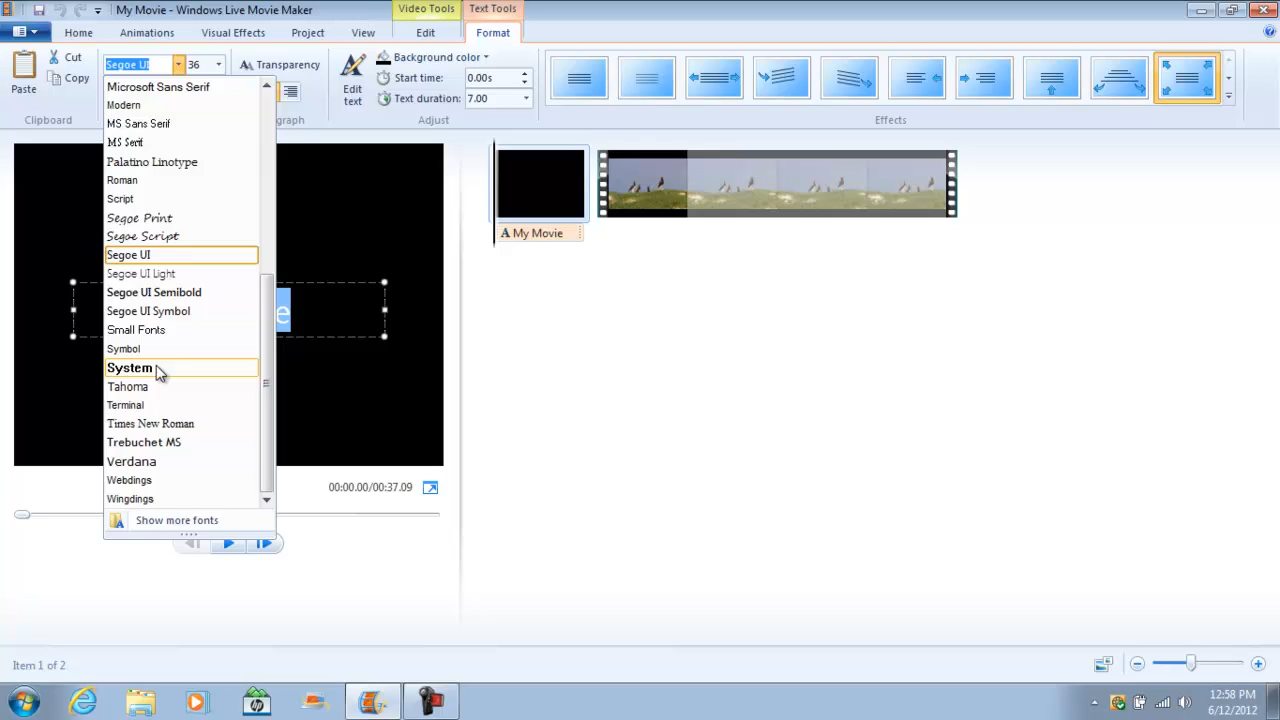 My Movie - Windows Live Movie Maker
Video Tools
Text Tools
Home
Animations
Visual Effects
Project
View
Edit
Format
Paste
Cut
Copy
Clipboard
Segoe UI
36
Transparency
graph
Edit
text
Background color
Start time:
0.00s
Text duration:
7.00
Adjust
Effects
Microsoft Sans Serif
Modern
MS Sans Serif
MS Serif
Palatino Linotype
Roman
Script
Segoe Print
Segoe Script
Segoe UI
Segoe UI Light
Segoe UI Semibold
Segoe UI Symbol
Small Fonts
Symbol
System
Tahoma
Terminal
Times New Roman
Trebuchet MS
Verdana
Webdings
Wingdings
Show more fonts
e
00:00.00/00:37.09
A My Movie
Item 1 of 2
hp
12:58 PM
6/12/2012